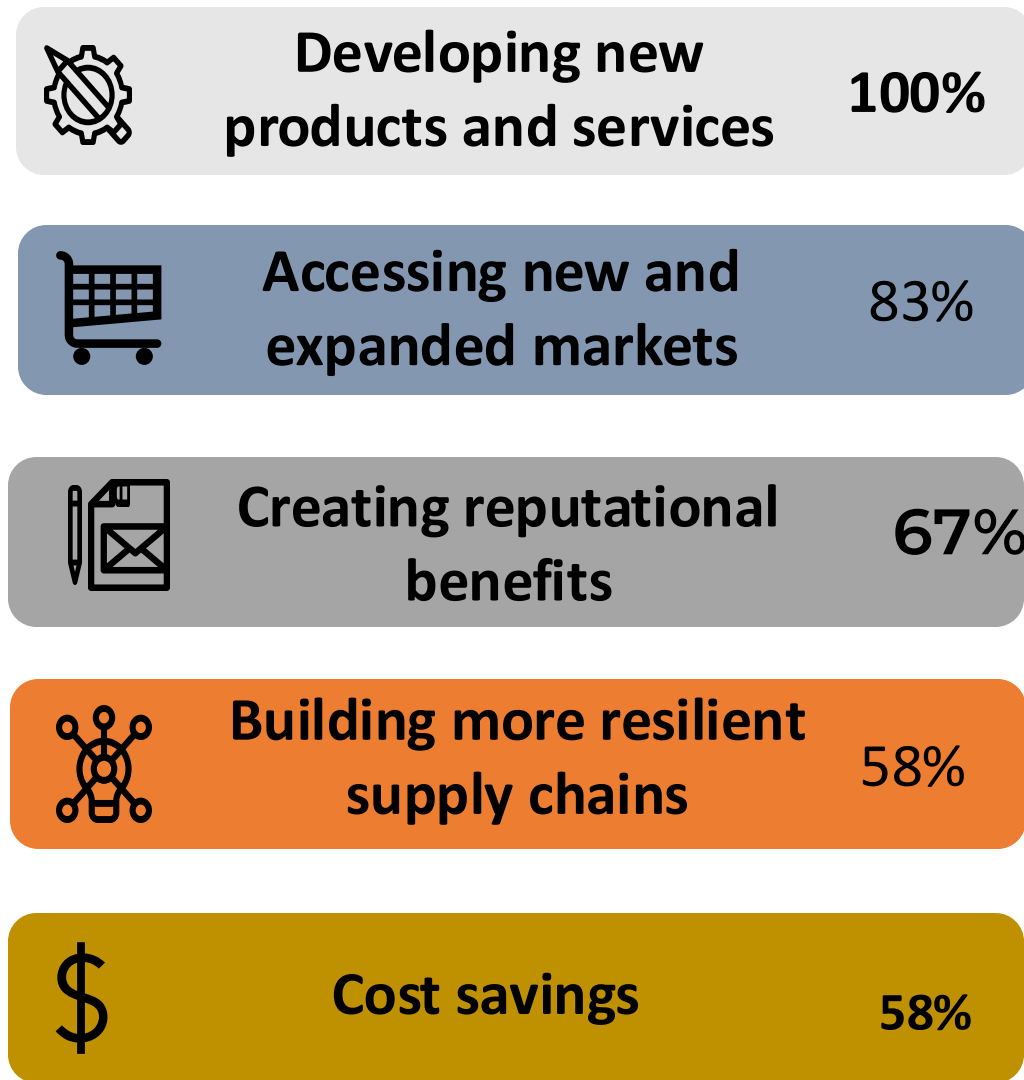 Developing new
products and services
100%
Accessing new and
expanded markets
83%
Creating reputational
benefits
67%
Building more resilient
supply chains
58%
$
Cost savings
58%